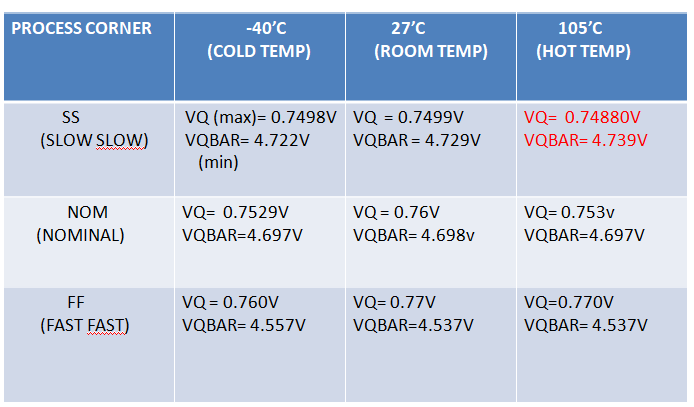 PROCESS CORNER
-40’C
(COLD TEMP)
27’C
(ROOM TEMP)
105’C
(HOT TEMP)
SS
(SLOW SLOW)
VQ (max)= 0.7498V
VQBAR= 4.722V
(min)
VQ = 0.7499V
VQBAR = 4.729V
VQ= 0.74880V
VQBAR= 4.739V
NOM
(NOMINAL)
VQ= 0.7529V
VQBAR=4.697V
VQ = 0.76V
VQBAR= 4.698v
VQ= 0.753v
VQBAR=4.697V
FF
(FAST FAST)
VQ = 0.760V
VQBAR= 4.557V
VQ= 0.77V
VQBAR=4.537V
VQ=0.770V
VQBAR= 4.537V